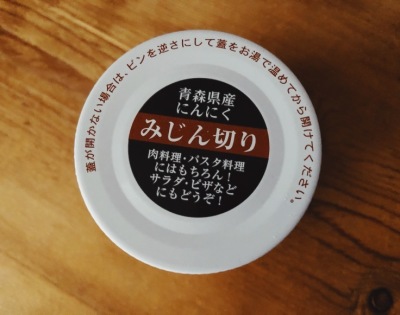 蓋が開かない場合は、ビンを逆さにして蓋をお湯で温めてから開けてください。
青森県産
にんにく
みじん切り
肉料理・パスタ料理
にはもちろん!
サラダ・ピザなど
にもどうぞ!